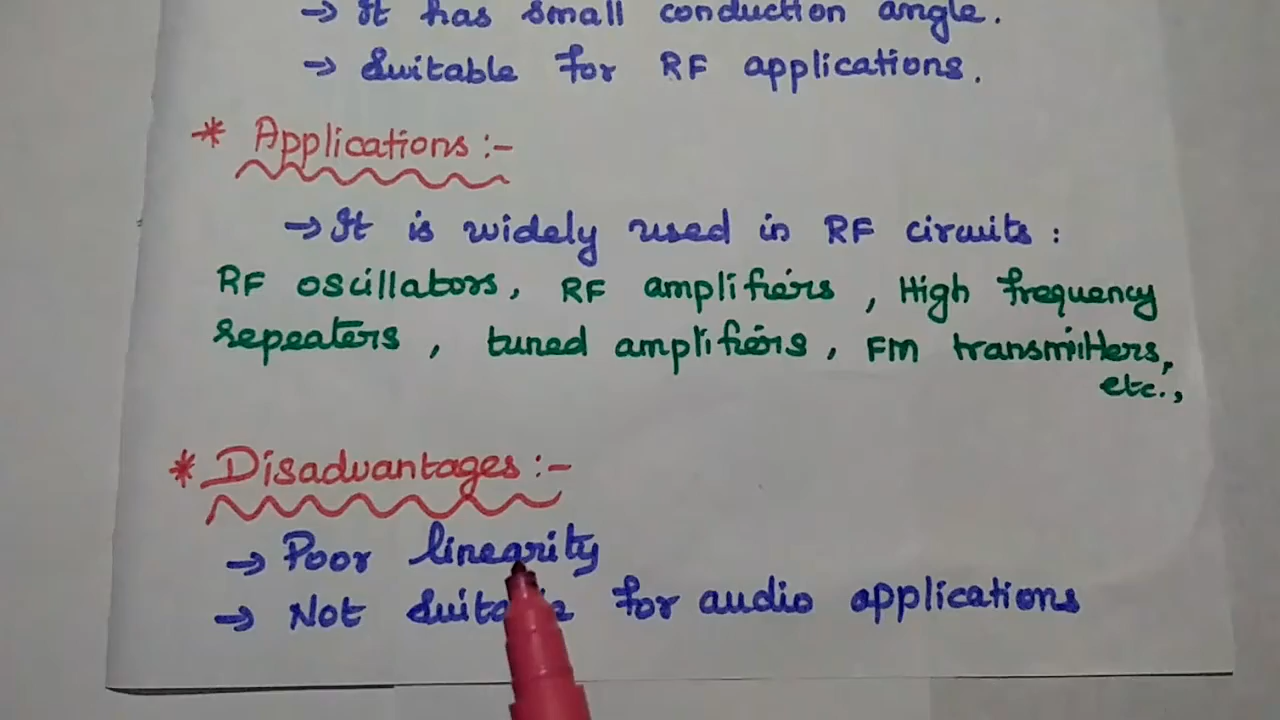 → It has small conduction angle.
→ Suitable for RF applications.
* Applications :-
→ It is widely used in RF circuits :
RF oscillators, RF amplifiers, High frequency
repeaters, tuned amplifiers, FM transmitters,
etc.,
* Disadvantages :-
→ Poor linearity
→ Not for audio applications